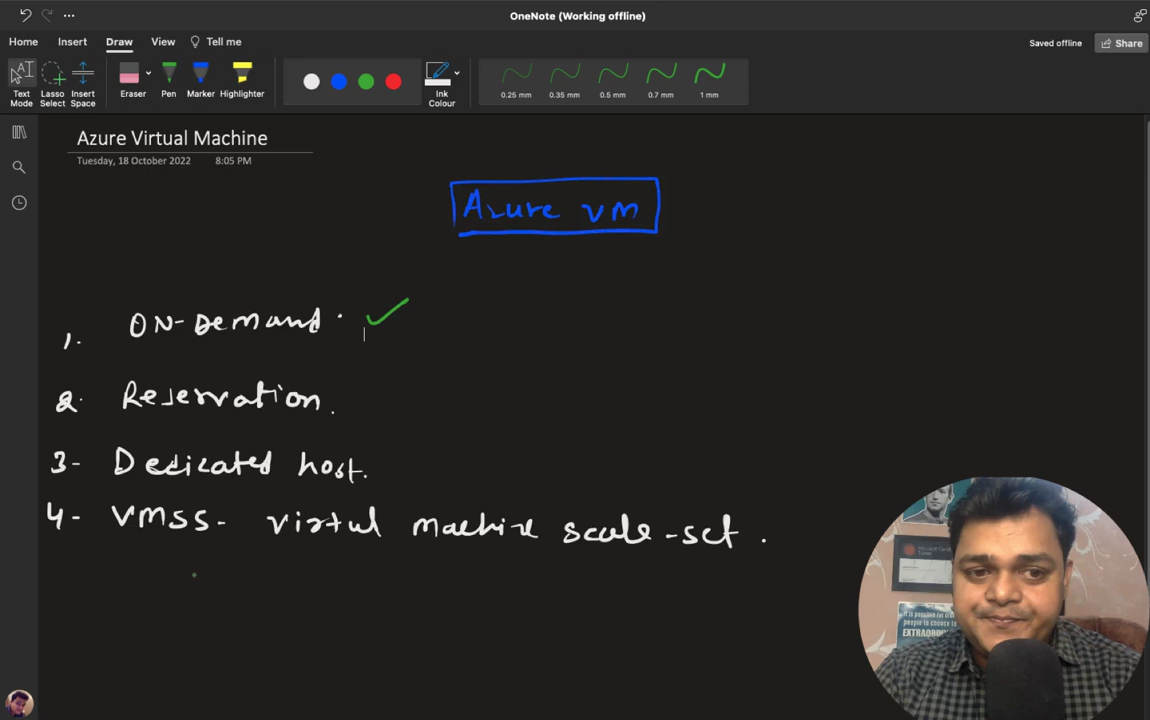 OneNote (Working offline)
Home Insert Draw View Tell me
Saved offline
Share
Text Mode
Lasso Select
Insert Space
Eraser
Pen
Marker
Highlighter
Ink Colour
0.25 mm
0.35 mm
0.5 mm
0.7 mm
1 mm
Azure Virtual Machine
Tuesday, 18 October 2022 8:05 PM
Azure VM
1. ON-Demand.
2. Reservation.
3- Dedicated host.
4- VMSS- virtul machine scale-set.
EXTRAORD